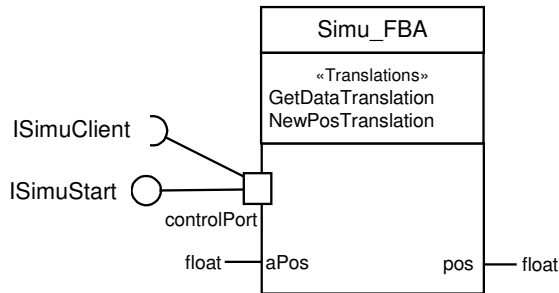 Simu_FBA
«Translations»
GetDataTranslation
NewPosTranslation
ISimuClient
ISimuStart
controlPort
float aPos pos float